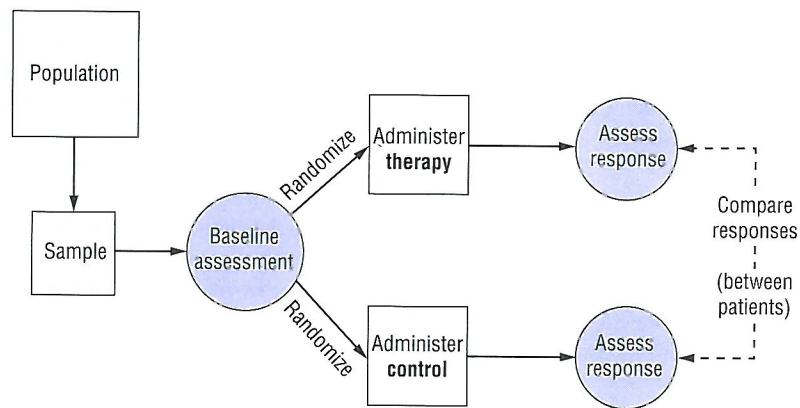 Population
Sample
Baseline
assessment
Randomize
Administer
therapy
Assess
response
Randomize
Administer
control
Assess
response
Compare
responses
(between
patients)